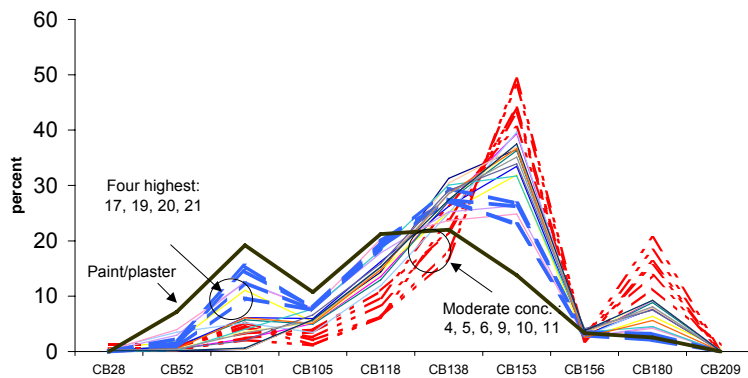 60
50
40
30
20
10
0
percent
Four highest:
17, 19, 20, 21
Paint/plaster
Moderate conc.
4, 5, 6, 9, 10, 11
CB28 CB52 CB101 CB105 CB118 CB138 CB153 CB156 CB180 CB209